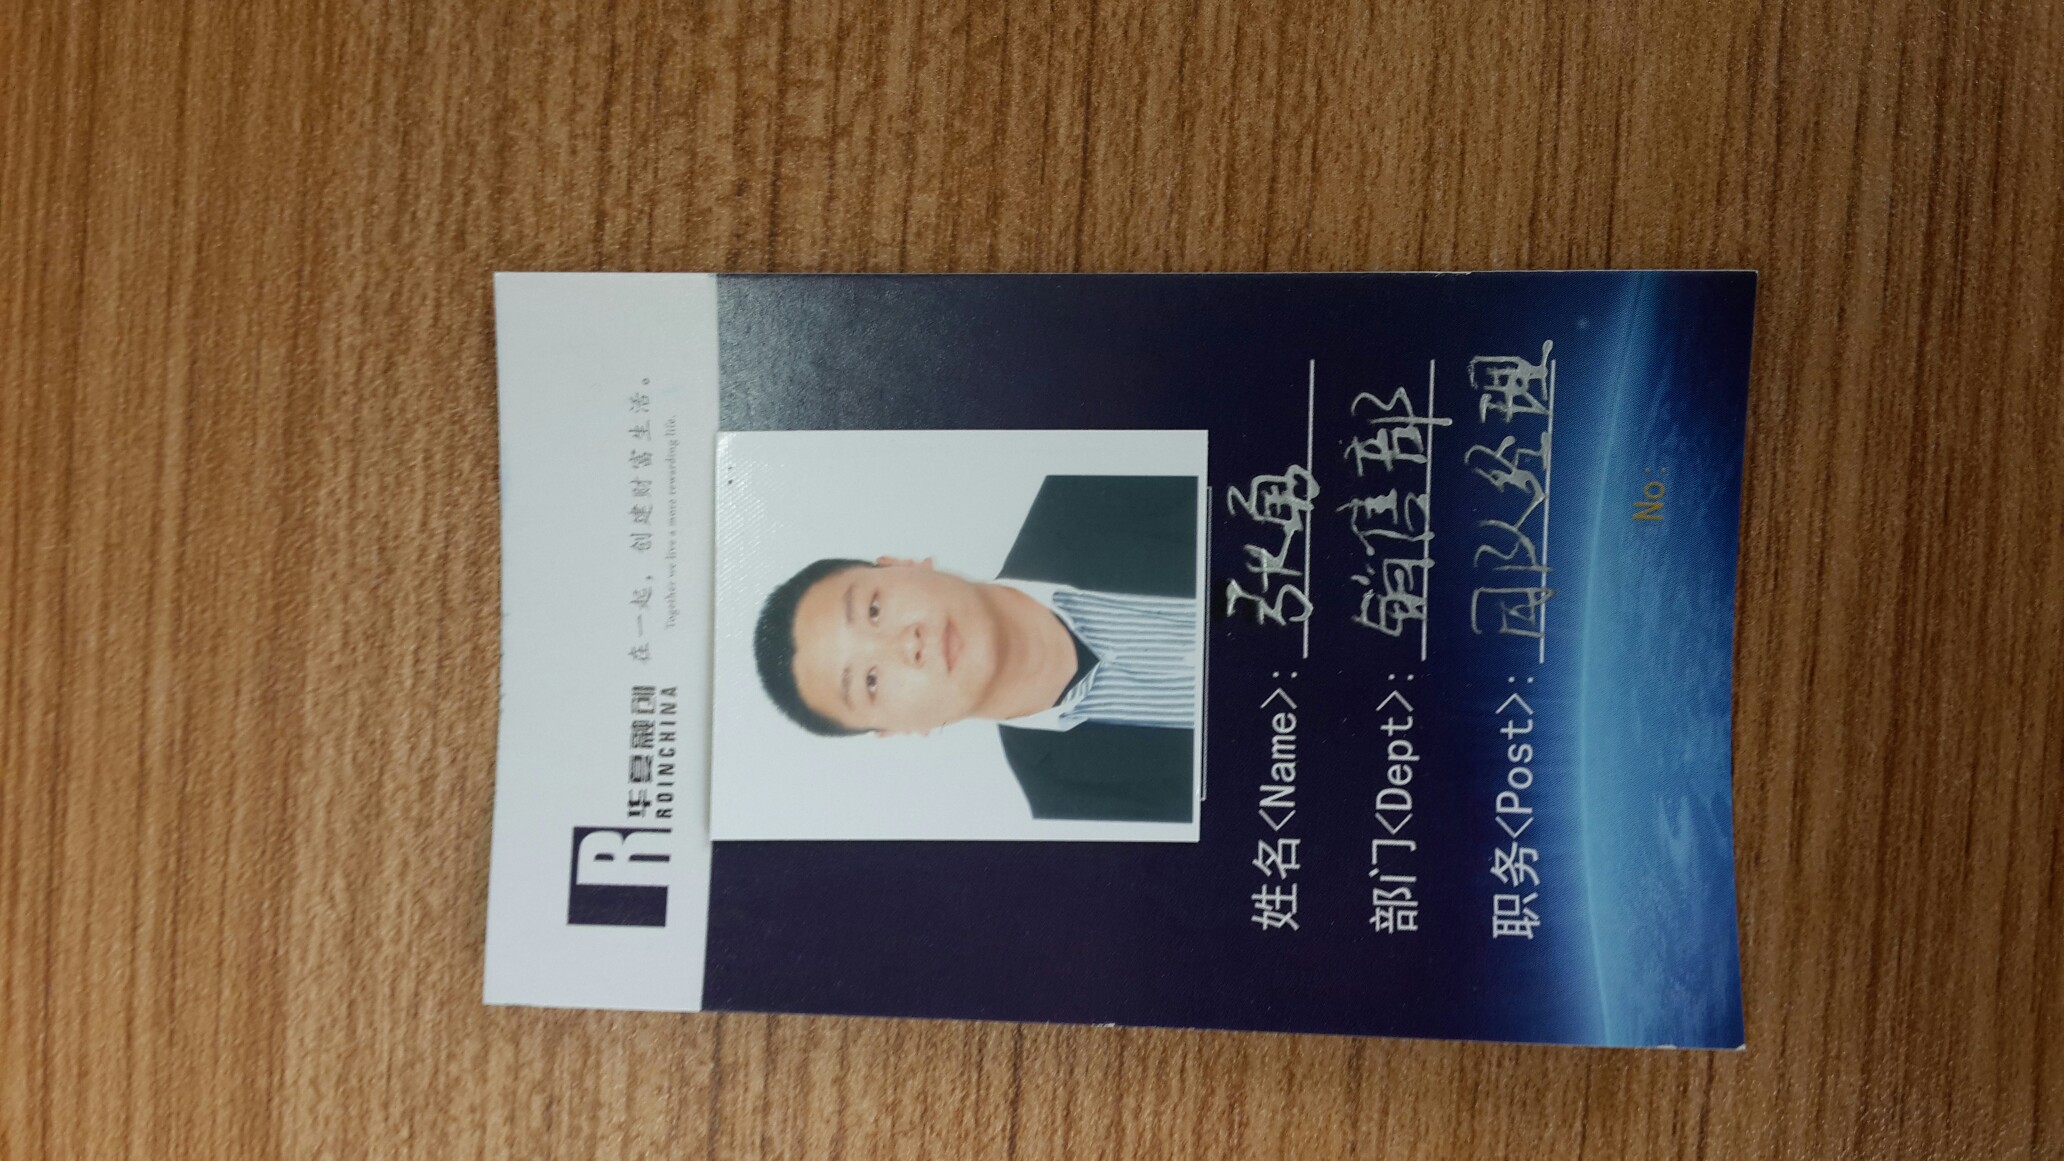 R 华夏融创 在一起，创建财富生活。
ROINCHINA Together we live a more rewarding life.
姓名<Name>: 张勇
部门<Dept>: 销售部
职务<Post>: 团队经理
No: